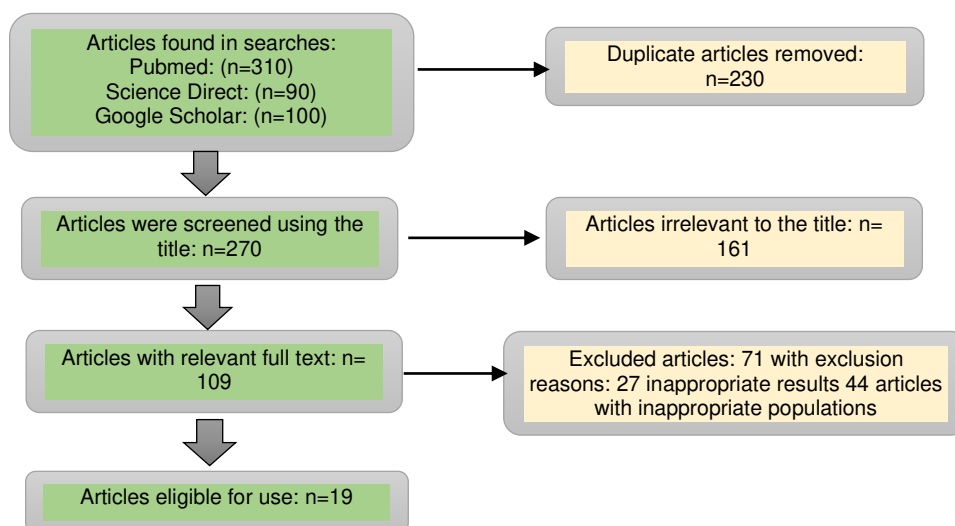 Articles found in searches:
Pubmed: (n=310)
Science Direct: (n=90)
Google Scholar: (n=100)
Duplicate articles removed:
n=230
Articles were screened using the
title: n=270
Articles irrelevant to the title: n=
161
Articles with relevant full text: n=
109
Excluded articles: 71 with exclusion
reasons: 27 inappropriate results 44 articles
with inappropriate populations
Articles eligible for use: n=19